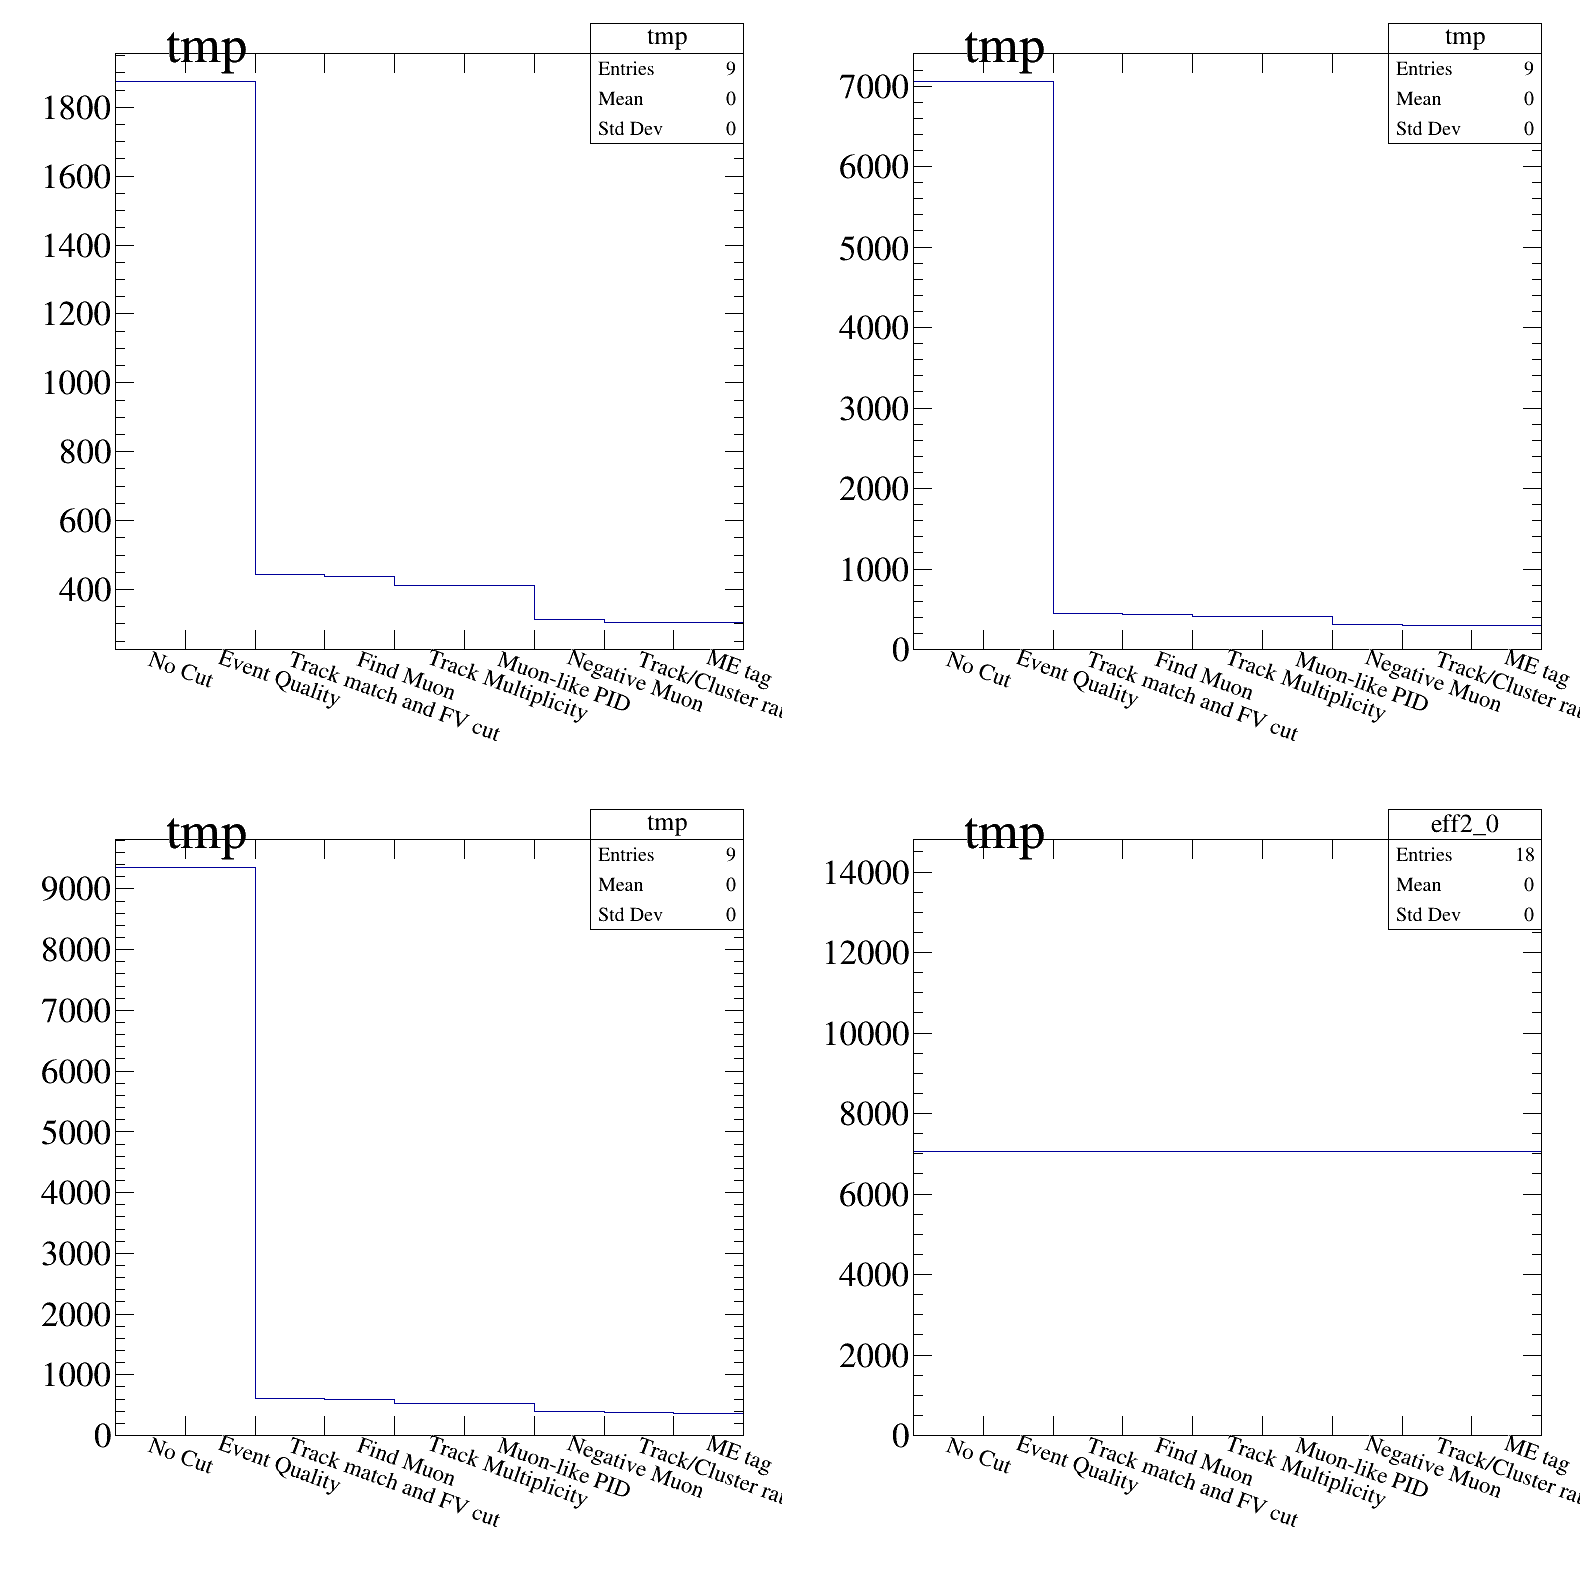 tmp
tmp
Entries 9
Mean 0
Std Dev 0
1800
1600
1400
1200
1000
800
600
400
No Cut
Event Quality
Track match and FV cut
Find Muon
Track Multiplicity
Muon-like PID
Negative Muon
Track/Cluster rat
ME tag
tmp
tmp
Entries 9
Mean 0
Std Dev 0
7000
6000
5000
4000
3000
2000
1000
0
No Cut
Event Quality
Track match and FV cut
Find Muon
Track Multiplicity
Muon-like PID
Negative Muon
Track/Cluster rat
ME tag
tmp
tmp
Entries 9
Mean 0
Std Dev 0
9000
8000
7000
6000
5000
4000
3000
2000
1000
0
No Cut
Event Quality
Track match and FV cut
Find Muon
Track Multiplicity
Muon-like PID
Negative Muon
Track/Cluster rat
ME tag
tmp
eff2_0
Entries 18
Mean 0
Std Dev 0
14000
12000
10000
8000
6000
4000
2000
0
No Cut
Event Quality
Track match and FV cut
Find Muon
Track Multiplicity
Muon-like PID
Negative Muon
Track/Cluster rat
ME tag